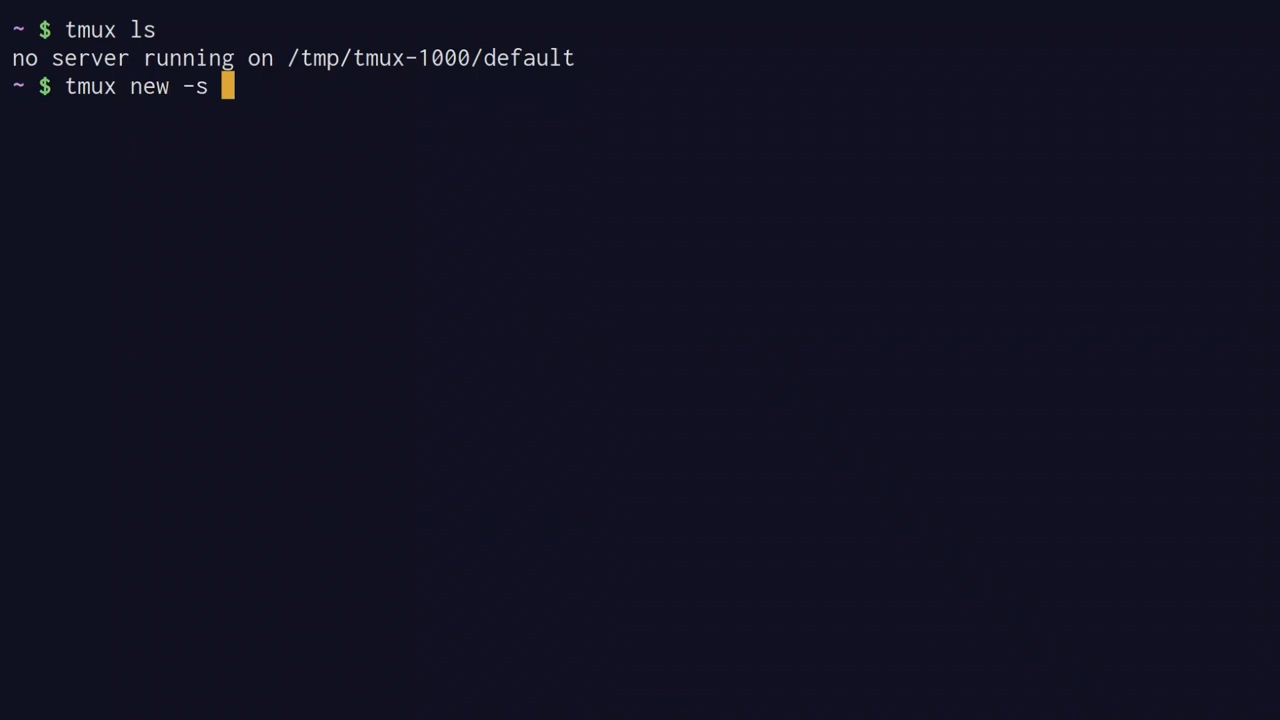 ~ $ tmux ls
no server running on /tmp/tmux-1000/default
~ $ tmux new -s